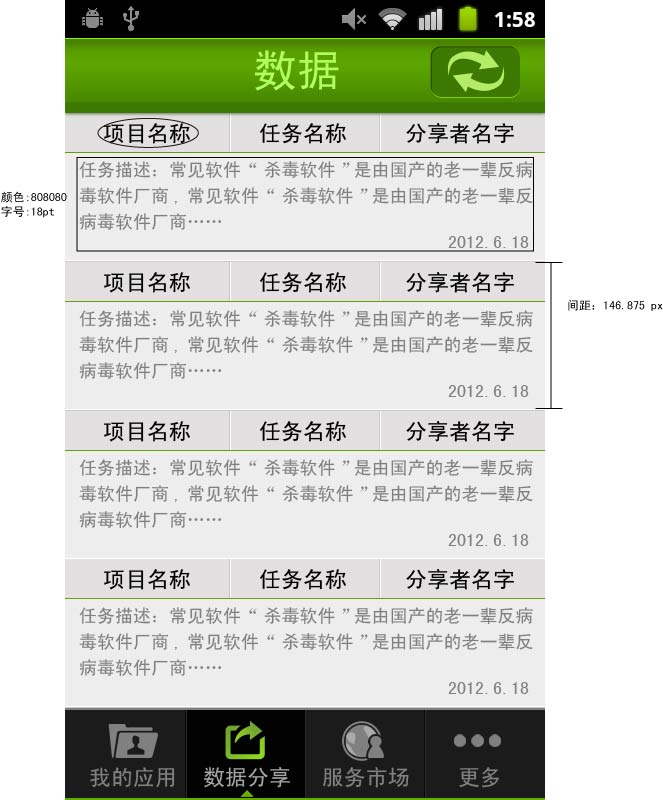 1:58
数据
项目名称 任务名称 分享者名字
任务描述：常见软件“杀毒软件”是由国产的老一辈反病
毒软件厂商，常见软件“杀毒软件”是由国产的老一辈反
病毒软件厂商……
2012.6.18
颜色:808080
字号:18pt
项目名称 任务名称 分享者名字
任务描述：常见软件“杀毒软件”是由国产的老一辈反病
毒软件厂商，常见软件“杀毒软件”是由国产的老一辈反
病毒软件厂商……
2012.6.18
间距：146.875 px
项目名称 任务名称 分享者名字
任务描述：常见软件“杀毒软件”是由国产的老一辈反病
毒软件厂商，常见软件“杀毒软件”是由国产的老一辈反
病毒软件厂商……
2012.6.18
项目名称 任务名称 分享者名字
任务描述：常见软件“杀毒软件”是由国产的老一辈反病
毒软件厂商，常见软件“杀毒软件”是由国产的老一辈反
病毒软件厂商……
2012.6.18
我的应用 数据分享 服务市场 更多